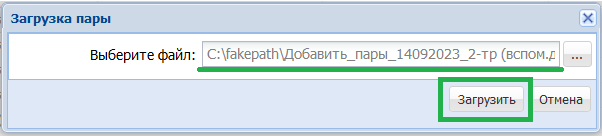 Загрузка пары
Выберите файл: C:\fakepath\Добавить_пары_14092023_2-тр (вспом.д ...
Загрузить Отмена